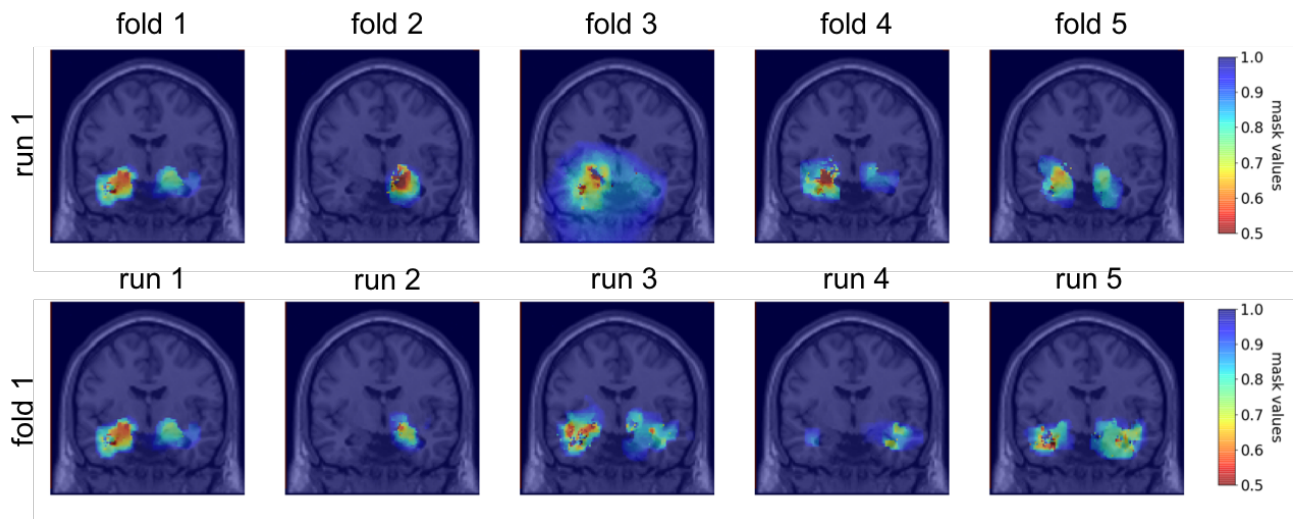 fold 1 fold 2 fold 3 fold 4 fold 5
run 1
1.0
0.9
0.8
0.7
0.6
0.5
mask values
run 1 run 2 run 3 run 4 run 5
fold 1
1.0
0.9
0.8
0.7
0.6
0.5
mask values